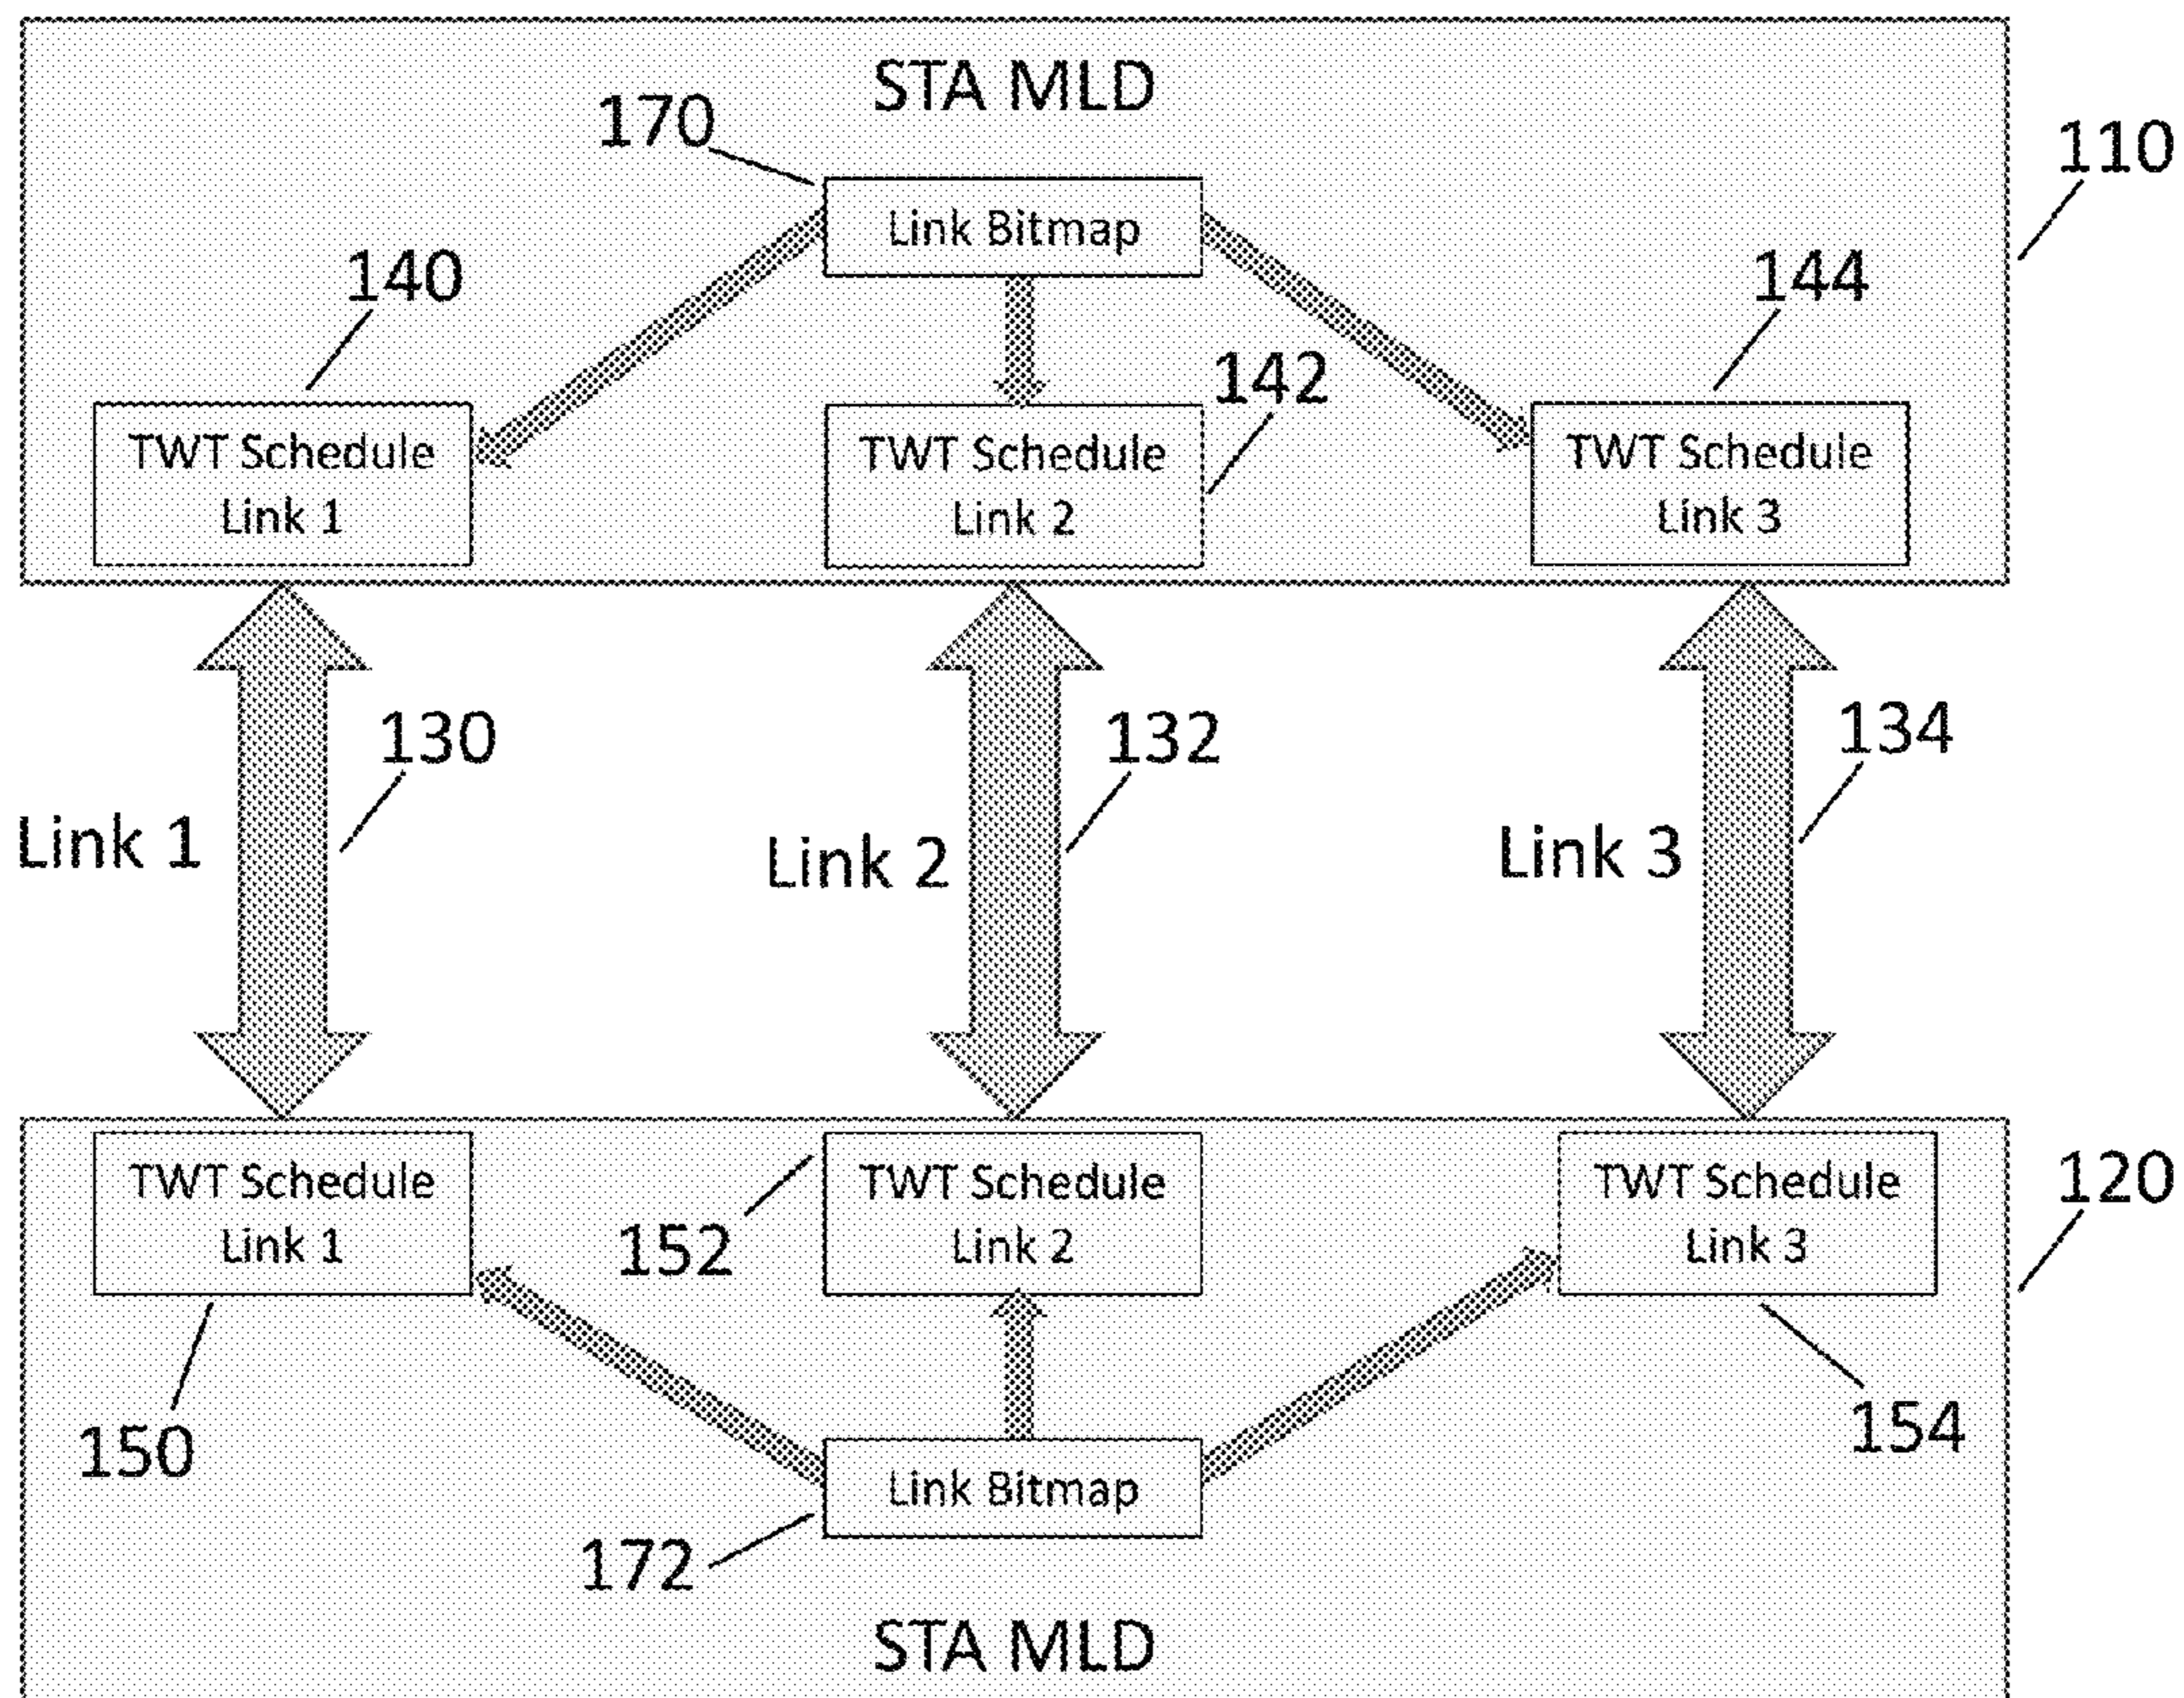 STA MLD
170
110
Link Bitmap
140
144
142
TWT Schedule
Link 1
TWT Schedule
Link 2
TWT Schedule
Link 3
130
132
134
Link 1
Link 2
Link 3
TWT Schedule
Link 1
TWT Schedule
Link 2
TWT Schedule
Link 3
120
152
150
154
Link Bitmap
172
STA MLD